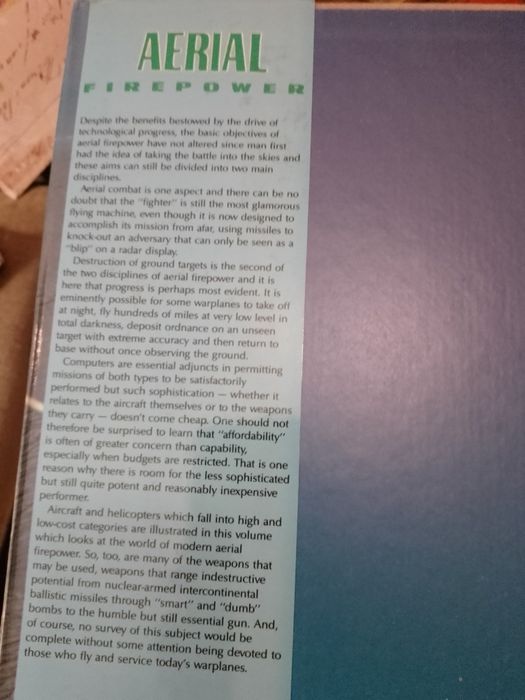 AERIAL
FIREPOWER
Despite the benefits bestowed by the drive of
technological progress, the basic objectives of
aerial firepower have not altered since man first
had the idea of taking the battle into the skies and
these aims can still be divided into two main
disciplines.
Aerial combat is one aspect and there can be no
doubt that the "fighter" is still the most glamorous
flying machine, even though it is now designed to
accomplish its mission from afar, using missiles to
knock-out an adversary that can only be seen as a
"blip" on a radar display.
Destruction of ground targets is the second of
the two disciplines of aerial firepower and it is
here that progress is perhaps most evident. It is
eminently possible for some warplanes to take off
at night, fly hundreds of miles at very low level in
total darkness, deposit ordnance on an unseen
target with extreme accuracy and then return to
base without once observing the ground.
Computers are essential adjuncts in permitting
missions of both types to be satisfactorily
performed but such sophistication — whether it
relates to the aircraft themselves or to the weapons
they carry — doesn't come cheap. One should not
therefore be surprised to learn that "affordability"
is often of greater concern than capability,
especially when budgets are restricted. That is one
reason why there is room for the less sophisticated
but still quite potent and reasonably inexpensive
performer.
Aircraft and helicopters which fall into high and
low-cost categories are illustrated in this volume
which looks at the world of modern aerial
firepower. So, too, are many of the weapons that
may be used, weapons that range indestructive
potential from nuclear-armed intercontinental
ballistic missiles through "smart" and "dumb"
bombs to the humble but still essential gun. And,
of course, no survey of this subject would be
complete without some attention being devoted to
those who fly and service today's warplanes.